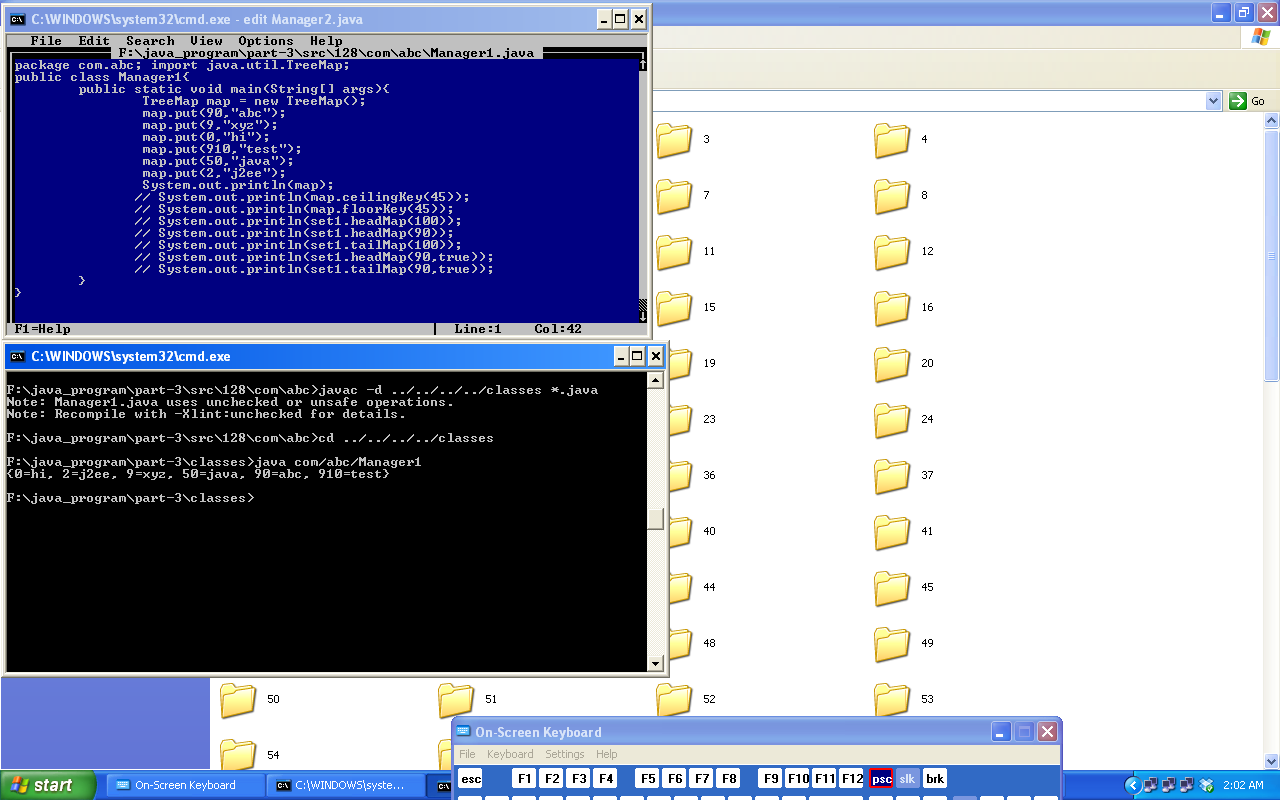 C:\WINDOWS\system32\cmd.exe - edit Manager2.java
File Edit Search View Options Help
F:\java_program\part-3\src\128\com\abc\Manager1.java
package com.abc; import java.util.TreeMap;
public class Manager1{
public static void main(String[] args){
TreeMap map = new TreeMap();
map.put(90,"abc");
map.put(9,"xyz");
map.put(0,"hi");
map.put(910,"test");
map.put(50,"java");
map.put(2,"j2ee");
System.out.println(map);
// System.out.println(map.ceilingKey(45));
// System.out.println(map.floorKey(45));
// System.out.println(set1.headMap(100));
// System.out.println(set1.headMap(90));
// System.out.println(set1.tailMap(100));
// System.out.println(set1.headMap(90,true));
// System.out.println(set1.tailMap(90,true));
}
}
F1=Help | Line:1 Col:42
C:\WINDOWS\system32\cmd.exe
F:\java_program\part-3\src\128\com\abc>javac -d ../../../../classes *.java
Note: Manager1.java uses unchecked or unsafe operations.
Note: Recompile with -Xlint:unchecked for details.
F:\java_program\part-3\src\128\com\abc>cd ../../../../classes
F:\java_program\part-3\classes>java com/abc/Manager1
{0=hi, 2=j2ee, 9=xyz, 50=java, 90=abc, 910=test}
F:\java_program\part-3\classes>
Go
3 4
7 8
11 12
15 16
19 20
23 24
36 37
40 41
44 45
48 49
50 51 52 53
54
On-Screen Keyboard
File Keyboard Settings Help
esc F1 F2 F3 F4 F5 F6 F7 F8 F9 F10 F11 F12 psc slk brk
start On-Screen Keyboard C:\WINDOWS\syste... 2:02 AM